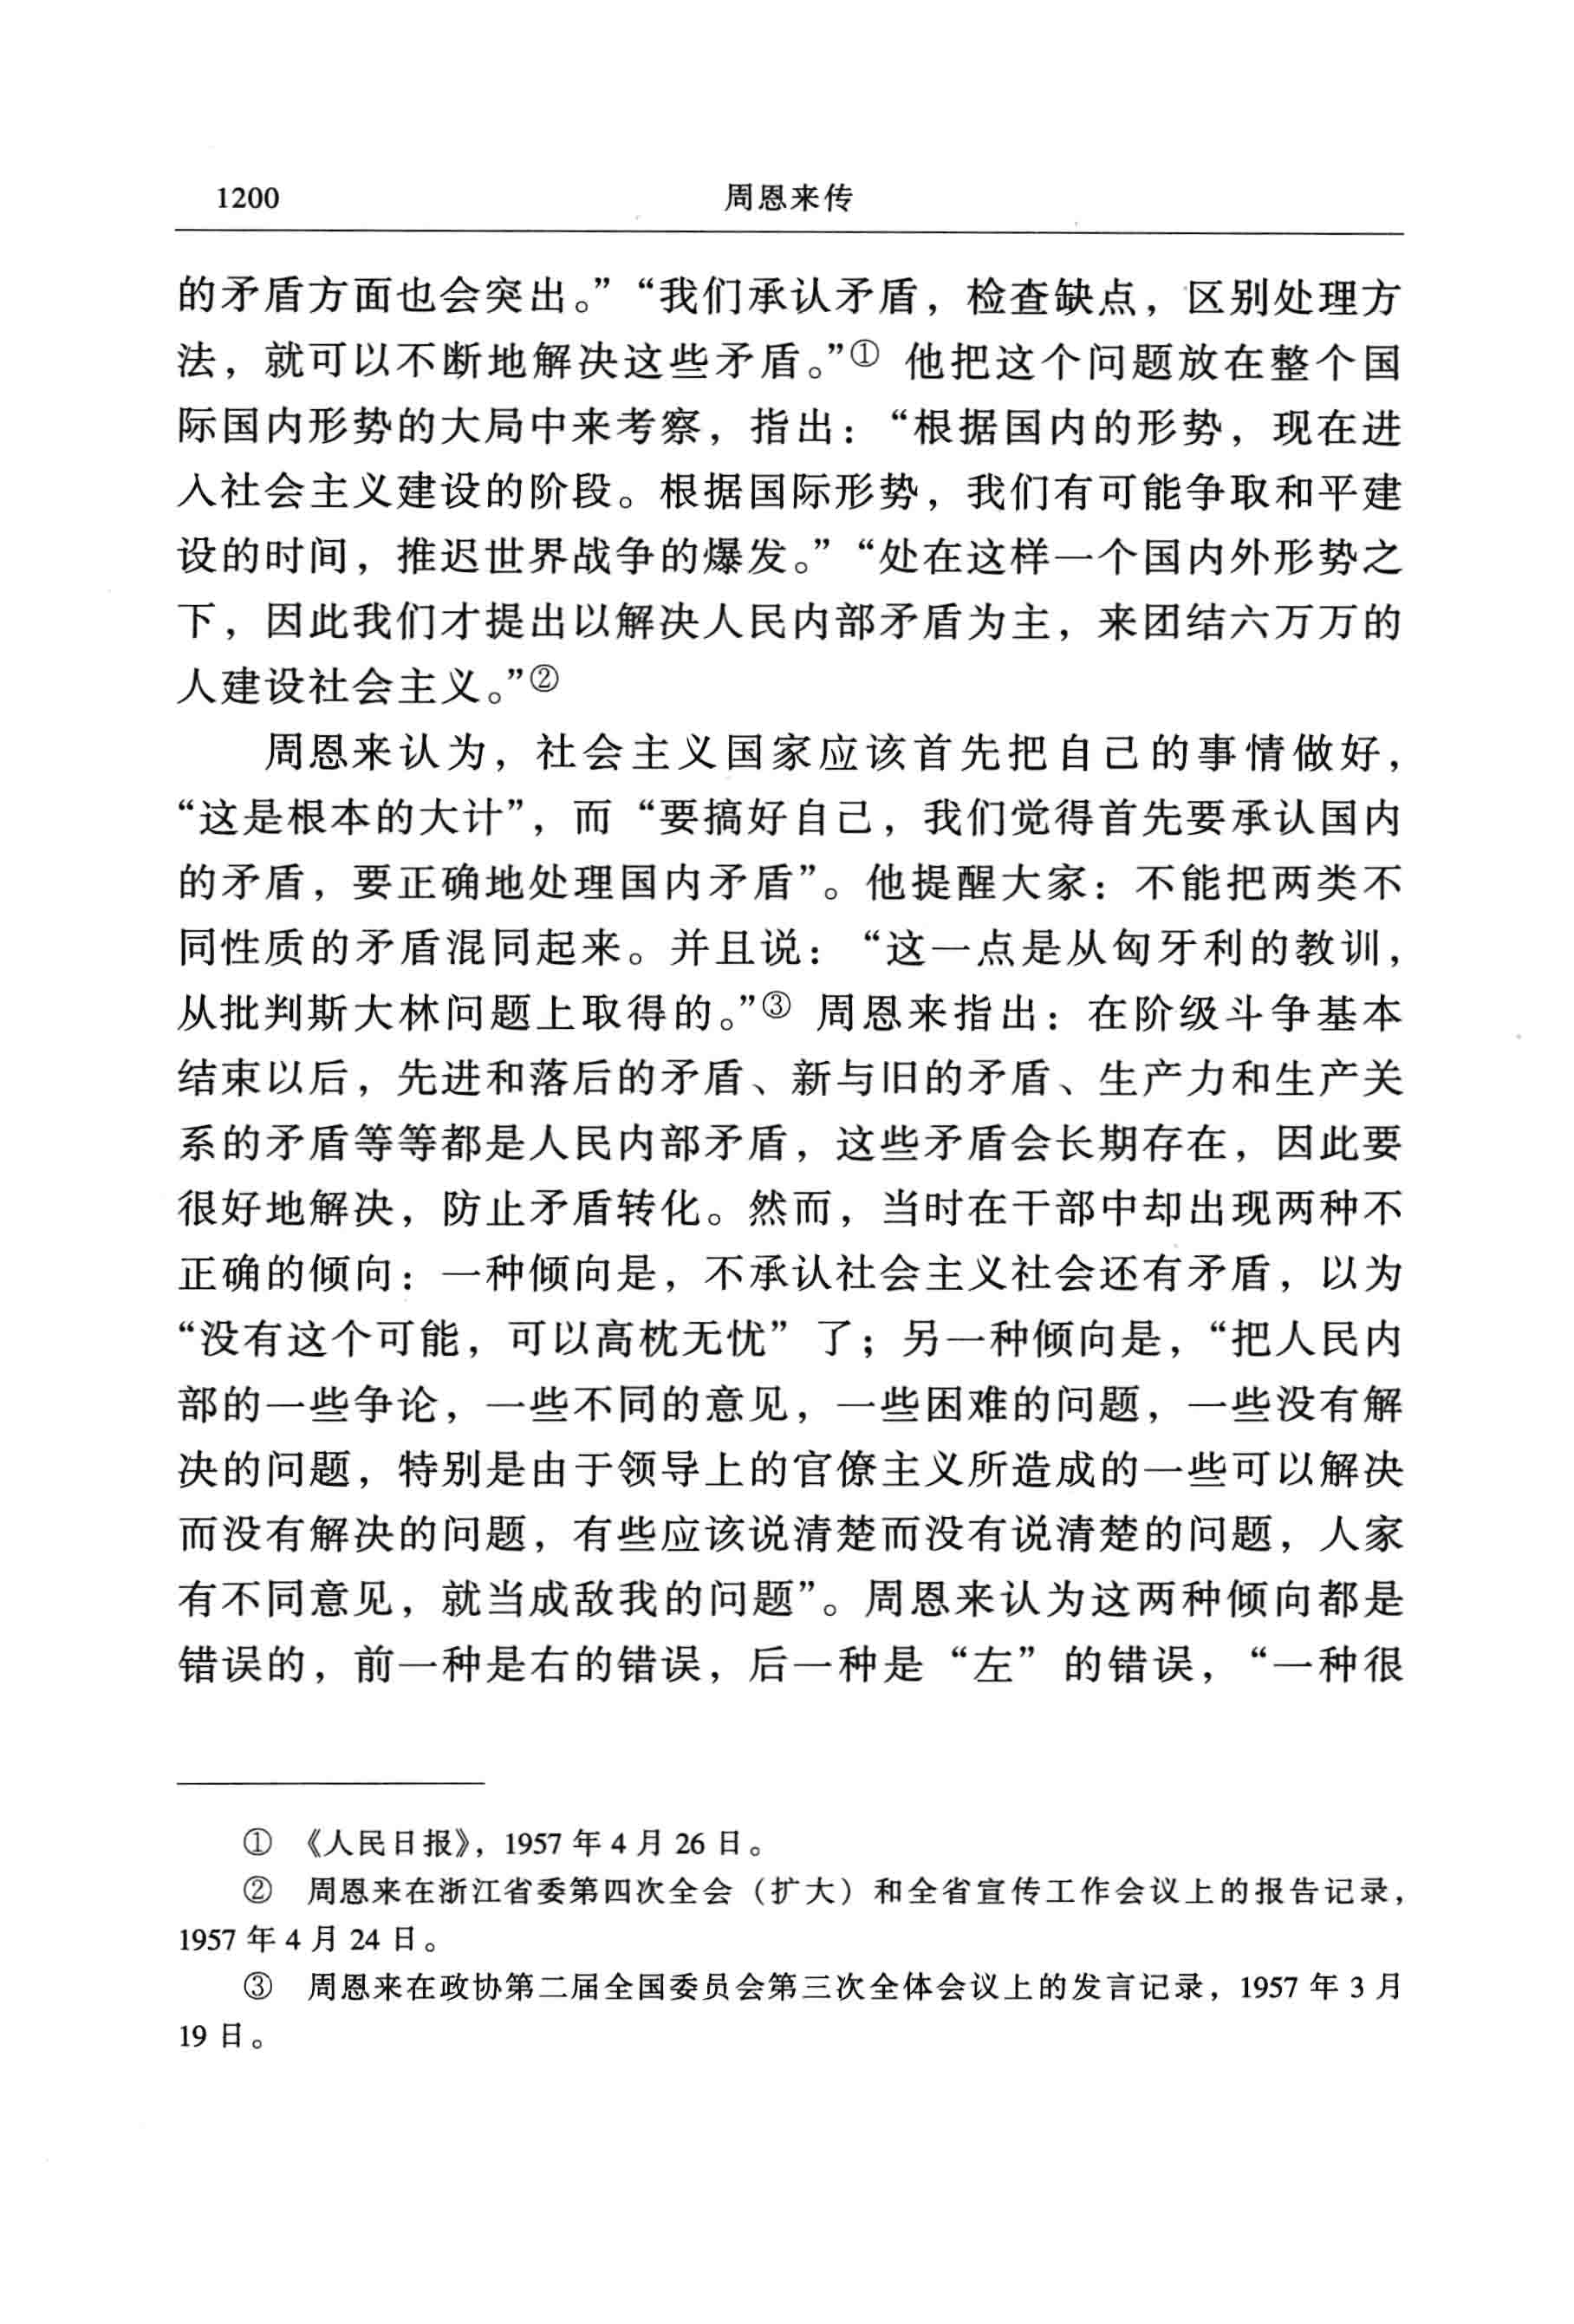 1200 周恩来传
的矛盾方面也会突出。”“我们承认矛盾，检查缺点，区别处理方
法，就可以不断地解决这些矛盾。”① 他把这个问题放在整个国
际国内形势的大局中来考察，指出：“根据国内的形势，现在进
入社会主义建设的阶段。根据国际形势，我们有可能争取和平建
设的时间，推迟世界战争的爆发。”“处在这样一个国内外形势之
下，因此我们才提出以解决人民内部矛盾为主，来团结六万万的
人建设社会主义。”②
周恩来认为，社会主义国家应该首先把自己的事情做好，
“这是根本的大计”，而“要搞好自己，我们觉得首先要承认国内
的矛盾，要正确地处理国内矛盾”。他提醒大家：不能把两类不
同性质的矛盾混同起来。并且说：“这一点是从匈牙利的教训，
从批判斯大林问题上取得的。”③ 周恩来指出：在阶级斗争基本
结束以后，先进和落后的矛盾、新与旧的矛盾、生产力和生产关
系的矛盾等等都是人民内部矛盾，这些矛盾会长期存在，因此要
很好地解决，防止矛盾转化。然而，当时在干部中却出现两种不
正确的倾向：一种倾向是，不承认社会主义社会还有矛盾，以为
“没有这个可能，可以高枕无忧”了；另一种倾向是，“把人民内
部的一些争论，一些不同的意见，一些困难的问题，一些没有解
决的问题，特别是由于领导上的官僚主义所造成的一些可以解决
而没有解决的问题，有些应该说清楚而没有说清楚的问题，人家
有不同意见，就当成敌我的问题”。周恩来认为这两种倾向都是
错误的，前一种是右的错误，后一种是“左”的错误，“一种很
① 《人民日报》，1957 年 4 月 26 日。
② 周恩来在浙江省委第四次全会（扩大）和全省宣传工作会议上的报告记录，
1957 年 4 月 24 日。
③ 周恩来在政协第二届全国委员会第三次全体会议上的发言记录，1957 年 3 月
19 日。